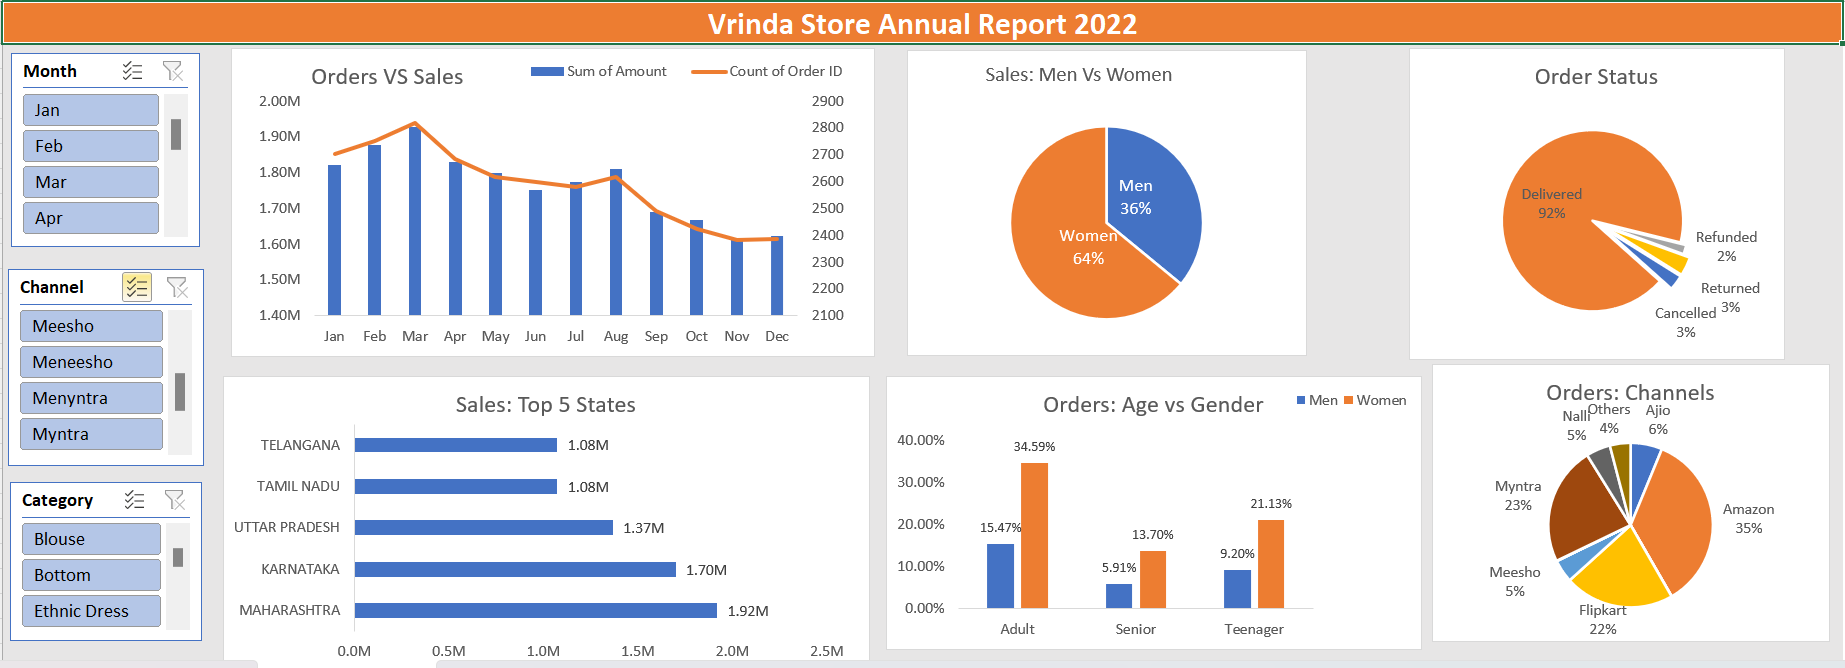 Vrinda Store Annual Report 2022
Month
Jan
Feb
Mar
Apr
Channel
Meesho
Meneesho
Menyntra
Myntra
Category
Blouse
Bottom
Ethnic Dress
Orders VS Sales
Sum of Amount
Count of Order ID
2.00M
1.90M
1.80M
1.70M
1.60M
1.50M
1.40M
2900
2800
2700
2600
2500
2400
2300
2200
2100
Jan Feb Mar Apr May Jun Jul Aug Sep Oct Nov Dec
Sales: Men Vs Women
Men
36%
Women
64%
Order Status
Delivered
92%
Refunded
2%
Returned
3%
Cancelled
3%
Sales: Top 5 States
TELANGANA 1.08M
TAMIL NADU 1.08M
UTTAR PRADESH 1.37M
KARNATAKA 1.70M
MAHARASHTRA 1.92M
0.0M 0.5M 1.0M 1.5M 2.0M 2.5M
Orders: Age vs Gender
Men Women
40.00%
30.00%
20.00%
10.00%
0.00%
15.47% 34.59%
5.91% 13.70%
9.20% 21.13%
Adult Senior Teenager
Orders: Channels
Nalli
5%
Others
4%
Ajio
6%
Myntra
23%
Amazon
35%
Meesho
5%
Flipkart
22%